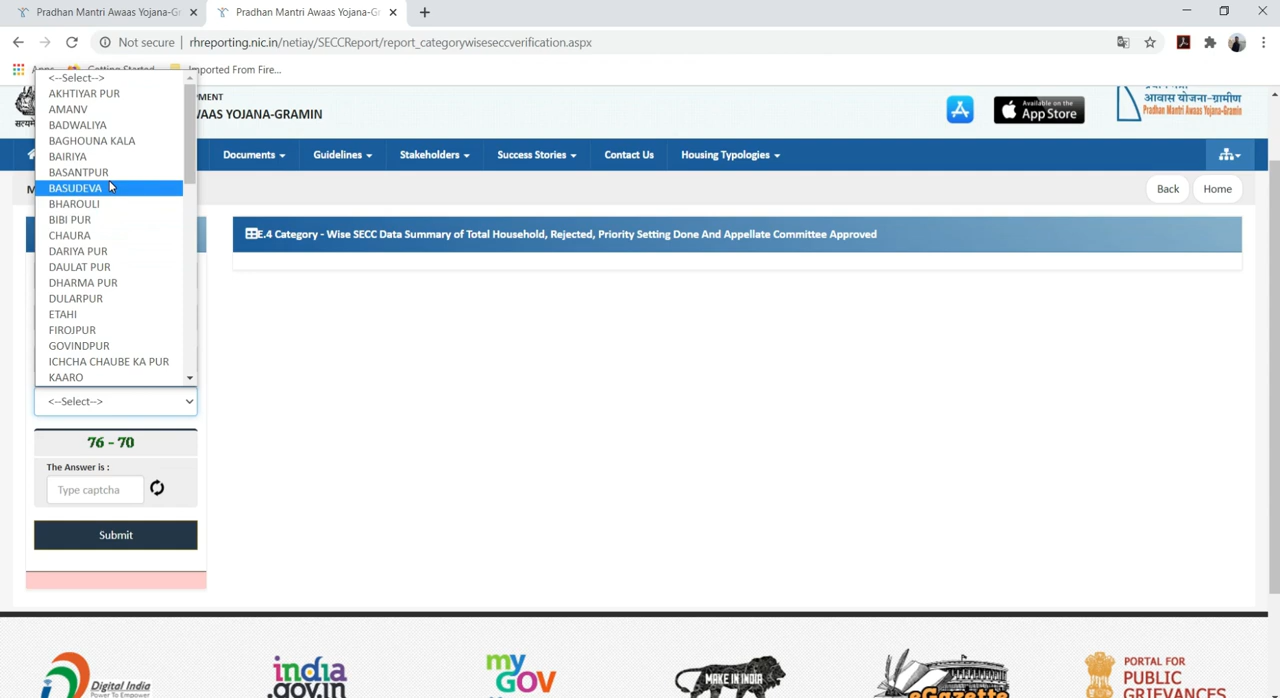 Pradhan Mantri Awaas Yojana-G
Pradhan Mantri Awaas Yojana-G
Not secure | rhreporting.nic.in/netiay/SECCReport/report_categorywiseseccverification.aspx
Imported From Fire...
AAS YOJANA-GRAMIN
Available on the
App Store
आवास योजना-ग्रामीण
Pradhan Mantri Awaas Yojana-Gramin
Documents
Guidelines
Stakeholders
Success Stories
Contact Us
Housing Typologies
Back
Home
E.4 Category - Wise SECC Data Summary of Total Household, Rejected, Priority Setting Done And Appellate Committee Approved
<--Select-->
AKHTIYAR PUR
AMANV
BADWALIYA
BAGHOUNA KALA
BAIRIYA
BASANTPUR
BASUDEVA
BHAROULI
BIBI PUR
CHAURA
DARIYA PUR
DAULAT PUR
DHARMA PUR
DULARPUR
ETAHI
FIROJPUR
GOVINDPUR
ICHCHA CHAUBE KA PUR
KAARO
<--Select-->
76 - 70
The Answer is :
Type captcha
Submit
Digital India
Power To Empower
india
.gov.in
my
GOV
MAKE IN INDIA
eGazette
PORTAL FOR
PUBLIC
GRIEVANCES